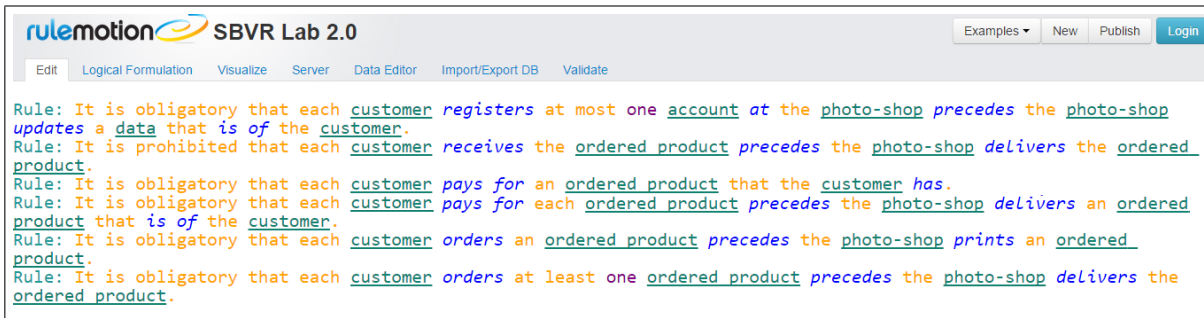 rulemotion SBVR Lab 2.0 Examples New Publish Login
Edit Logical Formulation Visualize Server Data Editor Import/Export DB Validate
Rule: It is obligatory that each customer registers at most one account at the photo-shop precedes the photo-shop
updates a data that is of the customer.
Rule: It is prohibited that each customer receives the ordered product precedes the photo-shop delivers the ordered
product.
Rule: It is obligatory that each customer pays for an ordered product that the customer has.
Rule: It is obligatory that each customer pays for each ordered product precedes the photo-shop delivers an ordered
product that is of the customer.
Rule: It is obligatory that each customer orders an ordered product precedes the photo-shop prints an ordered
product.
Rule: It is obligatory that each customer orders at least one ordered product precedes the photo-shop delivers the
ordered product.